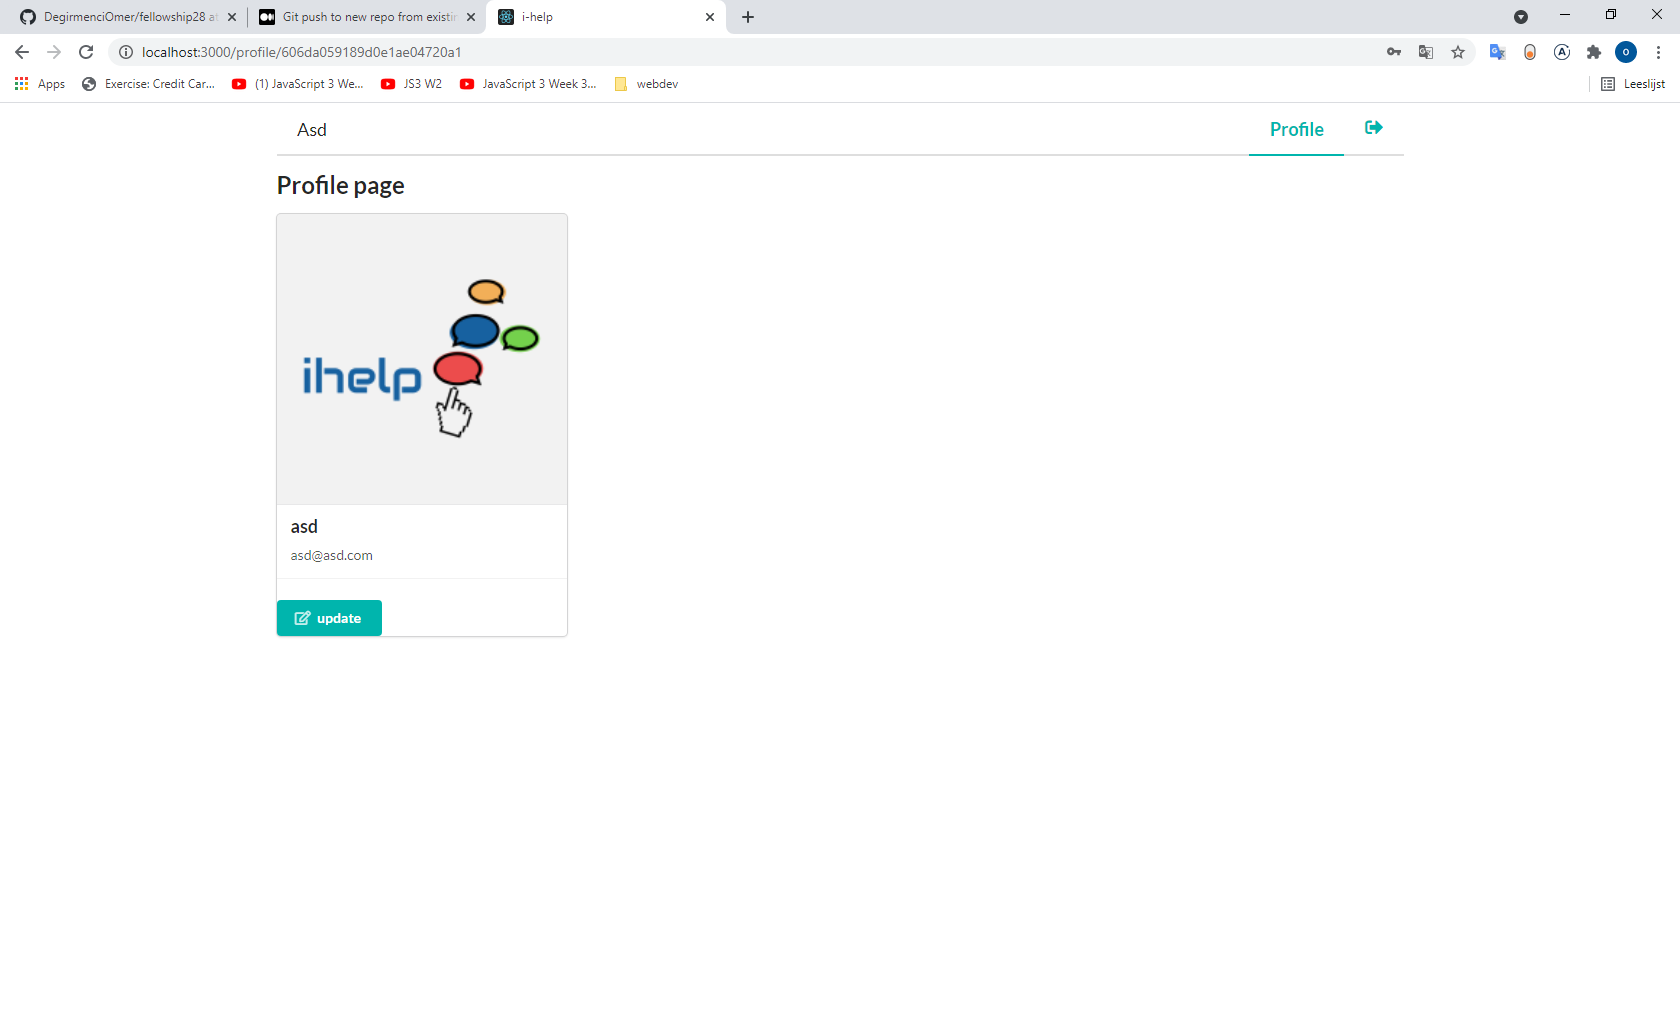 DegirmenciOmer/fellowship28 at
Git push to new repo from existin
i-help
localhost:3000/profile/606da059189d0e1ae04720a1
O
Apps
Exercise: Credit Car...
(1) JavaScript 3 We...
JS3 W2
JavaScript 3 Week 3...
webdev
Leeslijst
Asd
Profile
Profile page
ihelp
asd
asd@asd.com
update